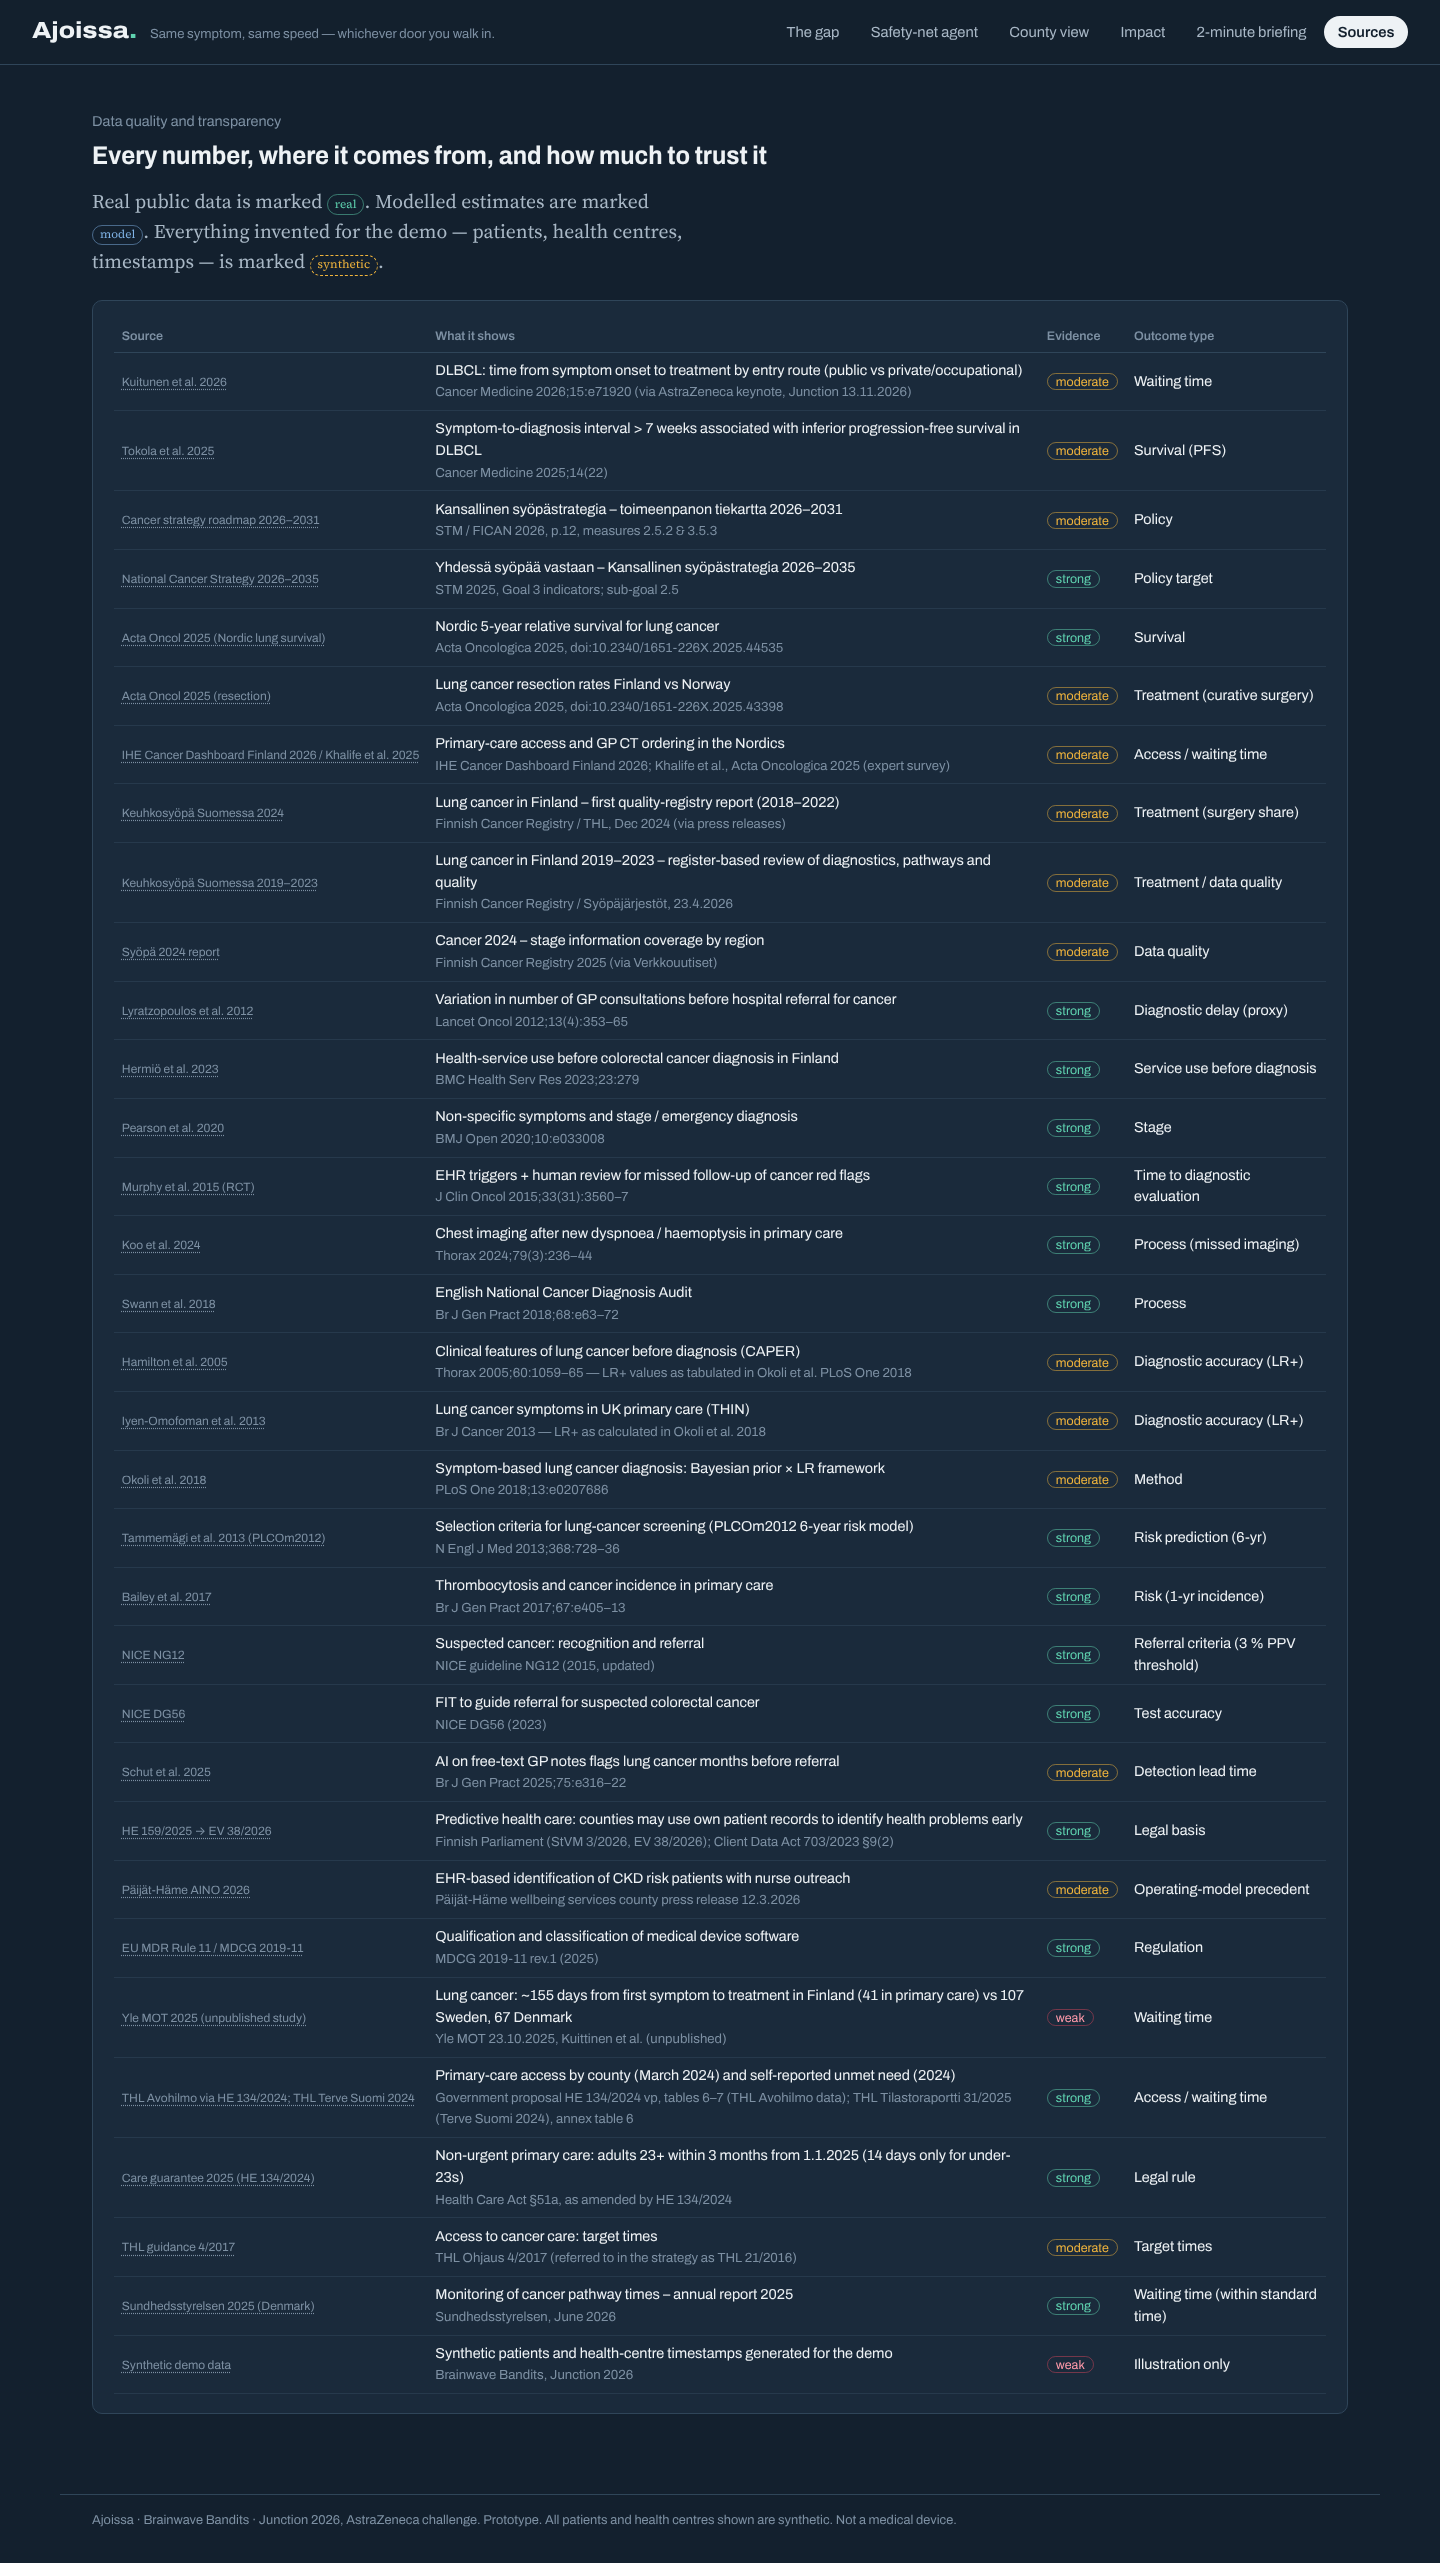 Ajoissa. Same symptom, same speed — whichever door you walk in.
The gap Safety-net agent County view Impact 2-minute briefing Sources
Data quality and transparency
Every number, where it comes from, and how much to trust it
Real public data is marked real. Modelled estimates are marked
model. Everything invented for the demo — patients, health centres,
timestamps — is marked synthetic.
Source What it shows Evidence Outcome type
Kuitunen et al. 2026
DLBCL: time from symptom onset to treatment by entry route (public vs private/occupational)
Cancer Medicine 2026;15:e71920 (via AstraZeneca keynote, Junction 13.11.2026)
moderate
Waiting time
Tokola et al. 2025
Symptom-to-diagnosis interval > 7 weeks associated with inferior progression-free survival in
DLBCL
Cancer Medicine 2025;14(22)
moderate
Survival (PFS)
Cancer strategy roadmap 2026–2031
Kansallinen syöpästrategia – toimeenpanon tiekartta 2026–2031
STM / FICAN 2026, p.12, measures 2.5.2 & 3.5.3
moderate
Policy
National Cancer Strategy 2026–2035
Yhdessä syöpää vastaan – Kansallinen syöpästrategia 2026–2035
STM 2025, Goal 3 indicators; sub-goal 2.5
strong
Policy target
Acta Oncol 2025 (Nordic lung survival)
Nordic 5-year relative survival for lung cancer
Acta Oncologica 2025, doi:10.2340/1651-226X.2025.44535
strong
Survival
Acta Oncol 2025 (resection)
Lung cancer resection rates Finland vs Norway
Acta Oncologica 2025, doi:10.2340/1651-226X.2025.43398
moderate
Treatment (curative surgery)
IHE Cancer Dashboard Finland 2026 / Khalife et al. 2025
Primary-care access and GP CT ordering in the Nordics
IHE Cancer Dashboard Finland 2026; Khalife et al., Acta Oncologica 2025 (expert survey)
moderate
Access / waiting time
Keuhkosyöpä Suomessa 2024
Lung cancer in Finland – first quality-registry report (2018–2022)
Finnish Cancer Registry / THL, Dec 2024 (via press releases)
moderate
Treatment (surgery share)
Keuhkosyöpä Suomessa 2019–2023
Lung cancer in Finland 2019–2023 – register-based review of diagnostics, pathways and
quality
Finnish Cancer Registry / Syöpäjärjestöt, 23.4.2026
moderate
Treatment / data quality
Syöpä 2024 report
Cancer 2024 – stage information coverage by region
Finnish Cancer Registry 2025 (via Verkkouutiset)
moderate
Data quality
Lyratzopoulos et al. 2012
Variation in number of GP consultations before hospital referral for cancer
Lancet Oncol 2012;13(4):353–65
strong
Diagnostic delay (proxy)
Hermiö et al. 2023
Health-service use before colorectal cancer diagnosis in Finland
BMC Health Serv Res 2023;23:279
strong
Service use before diagnosis
Pearson et al. 2020
Non-specific symptoms and stage / emergency diagnosis
BMJ Open 2020;10:e033008
strong
Stage
Murphy et al. 2015 (RCT)
EHR triggers + human review for missed follow-up of cancer red flags
J Clin Oncol 2015;33(31):3560–7
strong
Time to diagnostic
evaluation
Koo et al. 2024
Chest imaging after new dyspnoea / haemoptysis in primary care
Thorax 2024;79(3):236–44
strong
Process (missed imaging)
Swann et al. 2018
English National Cancer Diagnosis Audit
Br J Gen Pract 2018;68:e63–72
strong
Process
Hamilton et al. 2005
Clinical features of lung cancer before diagnosis (CAPER)
Thorax 2005;60:1059–65 — LR+ values as tabulated in Okoli et al. PLoS One 2018
moderate
Diagnostic accuracy (LR+)
Iyen-Omofoman et al. 2013
Lung cancer symptoms in UK primary care (THIN)
Br J Cancer 2013 — LR+ as calculated in Okoli et al. 2018
moderate
Diagnostic accuracy (LR+)
Okoli et al. 2018
Symptom-based lung cancer diagnosis: Bayesian prior × LR framework
PLoS One 2018;13:e0207686
moderate
Method
Tammemägi et al. 2013 (PLCOm2012)
Selection criteria for lung-cancer screening (PLCOm2012 6-year risk model)
N Engl J Med 2013;368:728–36
strong
Risk prediction (6-yr)
Bailey et al. 2017
Thrombocytosis and cancer incidence in primary care
Br J Gen Pract 2017;67:e405–13
strong
Risk (1-yr incidence)
NICE NG12
Suspected cancer: recognition and referral
NICE guideline NG12 (2015, updated)
strong
Referral criteria (3 % PPV
threshold)
NICE DG56
FIT to guide referral for suspected colorectal cancer
NICE DG56 (2023)
strong
Test accuracy
Schut et al. 2025
AI on free-text GP notes flags lung cancer months before referral
Br J Gen Pract 2025;75:e316–22
moderate
Detection lead time
HE 159/2025 → EV 38/2026
Predictive health care: counties may use own patient records to identify health problems early
Finnish Parliament (StVM 3/2026, EV 38/2026); Client Data Act 703/2023 §9(2)
strong
Legal basis
Päijät-Häme AINO 2026
EHR-based identification of CKD risk patients with nurse outreach
Päijät-Häme wellbeing services county press release 12.3.2026
moderate
Operating-model precedent
EU MDR Rule 11 / MDCG 2019-11
Qualification and classification of medical device software
MDCG 2019-11 rev.1 (2025)
strong
Regulation
Yle MOT 2025 (unpublished study)
Lung cancer: ~155 days from first symptom to treatment in Finland (41 in primary care) vs 107
Sweden, 67 Denmark
Yle MOT 23.10.2025, Kuittinen et al. (unpublished)
weak
Waiting time
THL Avohilmo via HE 134/2024; THL Terve Suomi 2024
Primary-care access by county (March 2024) and self-reported unmet need (2024)
Government proposal HE 134/2024 vp, tables 6–7 (THL Avohilmo data); THL Tilastoraportti 31/2025
(Terve Suomi 2024), annex table 6
strong
Access / waiting time
Care guarantee 2025 (HE 134/2024)
Non-urgent primary care: adults 23+ within 3 months from 1.1.2025 (14 days only for under-
23s)
Health Care Act §51a, as amended by HE 134/2024
strong
Legal rule
THL guidance 4/2017
Access to cancer care: target times
THL Ohjaus 4/2017 (referred to in the strategy as THL 21/2016)
moderate
Target times
Sundhedsstyrelsen 2025 (Denmark)
Monitoring of cancer pathway times – annual report 2025
Sundhedsstyrelsen, June 2026
strong
Waiting time (within standard
time)
Synthetic demo data
Synthetic patients and health-centre timestamps generated for the demo
Brainwave Bandits, Junction 2026
weak
Illustration only
Ajoissa · Brainwave Bandits · Junction 2026, AstraZeneca challenge. Prototype. All patients and health centres shown are synthetic. Not a medical device.